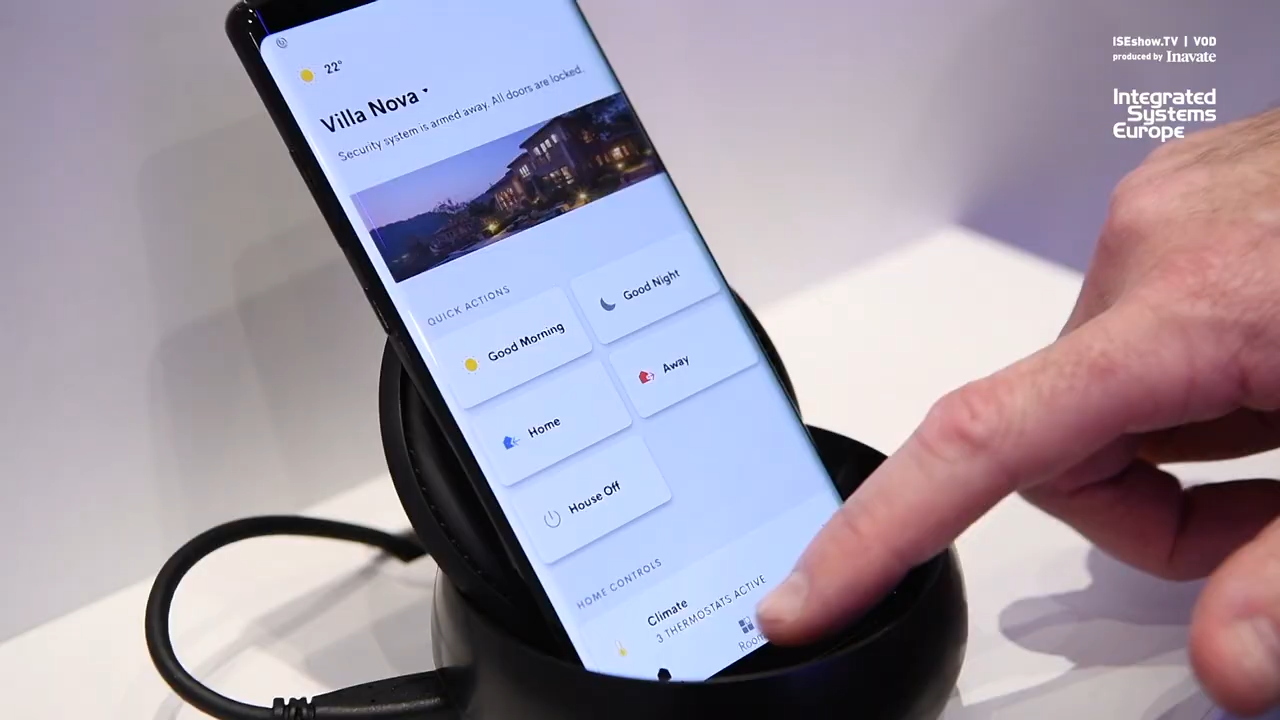 ISEshow.TV | VOD
produced by Inavate
Integrated
Systems
Europe
22°
Villa Nova
Security system is armed away. All doors are locked.
QUICK ACTIONS
Good Morning
Good Night
Home
Away
House Off
HOME CONTROLS
Climate
3 THERMOSTATS ACTIVE